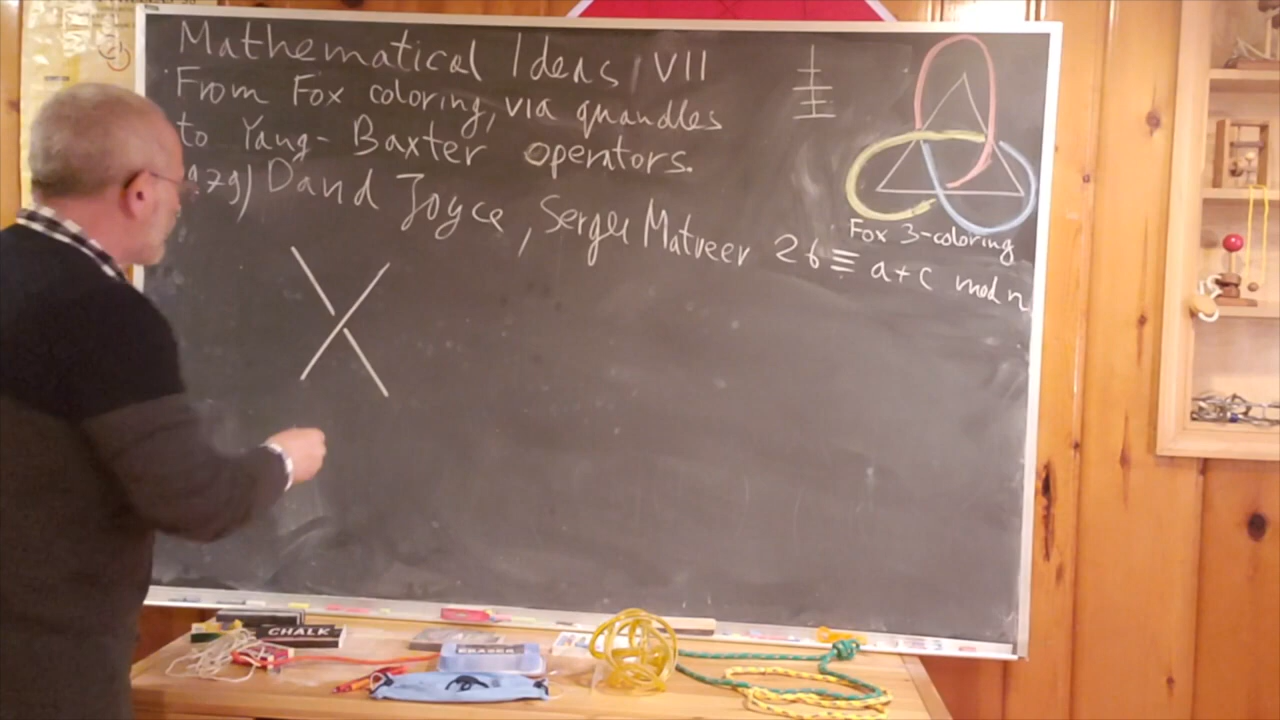 Mathematical Ideas VII
From Fox coloring, via quandles
to Yang-Baxter operators.
David Joyce, Sergei Matveev
Fox 3-coloring
2b ≡ a+c mod n
CHALK
ERASER